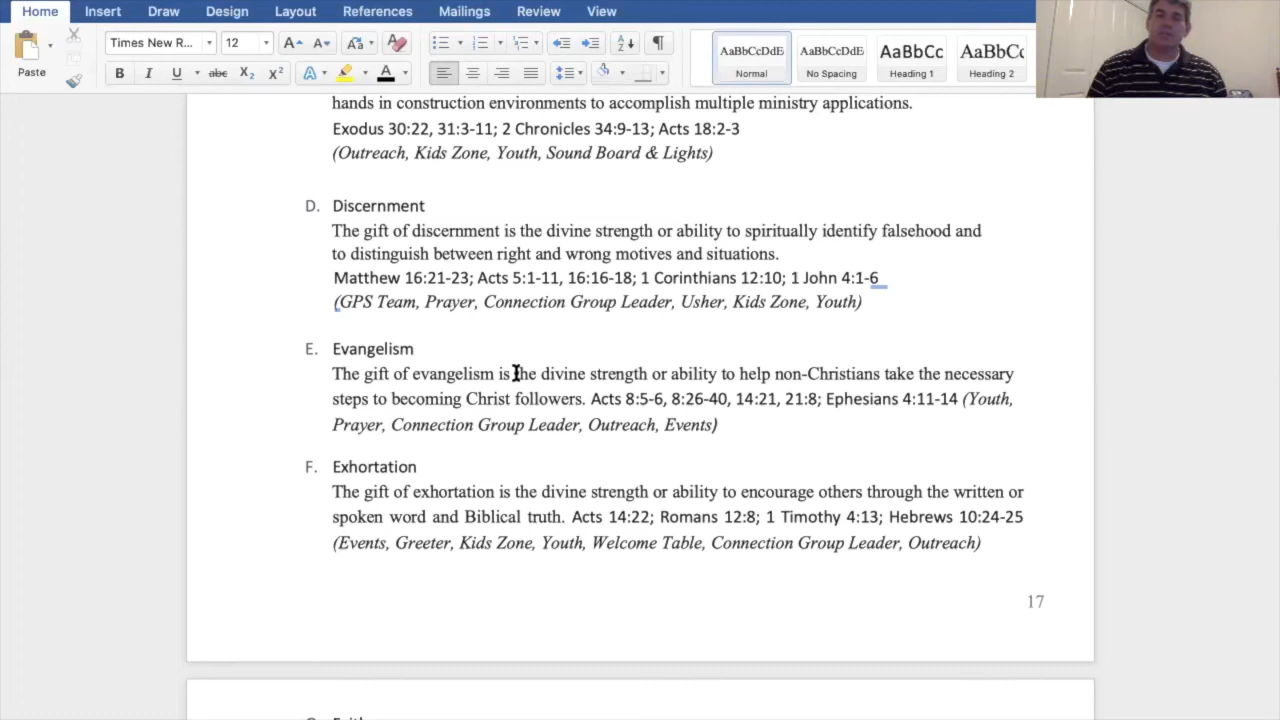 Home Insert Draw Design Layout References Mailings Review View
Paste
Times New R... 12
AaBbCcDdE AaBbCcDdE AaBbCc AaBbC
Normal No Spacing Heading 1 Heading 2
hands in construction environments to accomplish multiple ministry applications.
Exodus 30:22, 31:3-11; 2 Chronicles 34:9-13; Acts 18:2-3
(Outreach, Kids Zone, Youth, Sound Board & Lights)
D. Discernment
The gift of discernment is the divine strength or ability to spiritually identify falsehood and
to distinguish between right and wrong motives and situations.
Matthew 16:21-23; Acts 5:1-11, 16:16-18; 1 Corinthians 12:10; 1 John 4:1-6
(GPS Team, Prayer, Connection Group Leader, Usher, Kids Zone, Youth)
E. Evangelism
The gift of evangelism is the divine strength or ability to help non-Christians take the necessary
steps to becoming Christ followers. Acts 8:5-6, 8:26-40, 14:21, 21:8; Ephesians 4:11-14 (Youth,
Prayer, Connection Group Leader, Outreach, Events)
F. Exhortation
The gift of exhortation is the divine strength or ability to encourage others through the written or
spoken word and Biblical truth. Acts 14:22; Romans 12:8; 1 Timothy 4:13; Hebrews 10:24-25
(Events, Greeter, Kids Zone, Youth, Welcome Table, Connection Group Leader, Outreach)
17